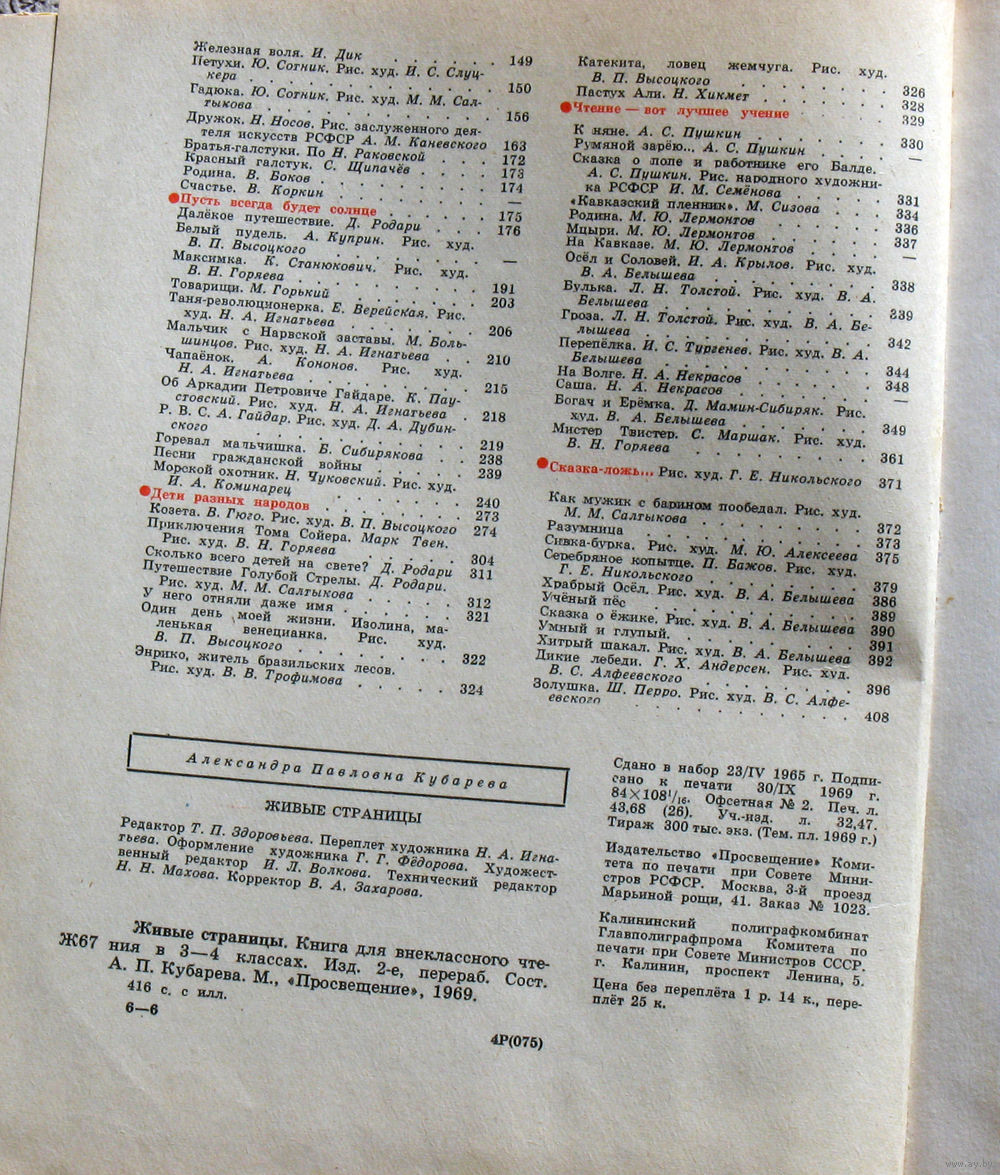 Железная воля. И. Дик . . . . . . 149
Петухи. Ю. Сотник. Рис. худ. И. С. Слуц-
кера . . . . . . . . . . . 150
Гадюка. Ю. Сотник. Рис. худ. М. М. Сал-
тыкова . . . . . . . . . . 156
Дружок. Н. Носов. Рис. заслуженного дея-
теля искусств РСФСР А. М. Каневского 163
Братья-галстуки. По Н. Раковской . . . 172
Красный галстук. С. Щипачёв . . . . 173
Родина. В. Боков . . . . . . . . 174
Счастье. В. Коркин . . . . . . . —
Пусть всегда будет солнце . . . . . . 175
Далёкое путешествие. Д. Родари . . . 176
Белый пудель. А. Куприн. Рис. худ.
В. П. Высоцкого . . . . . . . —
Максимка. К. Станюкович. Рис. худ.
В. Н. Горяева . . . . . . . . 191
Товарищи. М. Горький . . . . . . 203
Таня-революционерка. Е. Верейская. Рис.
худ. Н. А. Игнатьева . . . . . . 206
Мальчик с Нарвской заставы. М. Боль-
шинцов. Рис. худ. Н. А. Игнатьева . . 210
Чапаёнок. А. Кононов. Рис. худ.
Н. А. Игнатьева . . . . . . . 215
Об Аркадии Петровиче Гайдаре. К. Пау-
стовский. Рис. худ. Н. А. Игнатьева . 218
Р. В. С. А. Гайдар. Рис. худ. Д. А. Дубин-
ского . . . . . . . . . . 219
Горевал мальчишка. Б. Сибирякова . . 238
Песни гражданской войны . . . . . 239
Морской охотник. Н. Чуковский. Рис. худ.
И. А. Коминарец . . . . . . . 240
Дети разных народов . . . . . . . 273
Козета. В. Гюго. Рис. худ. В. П. Высоцкого 274
Приключения Тома Сойера. Марк Твен.
Рис. худ. В. Н. Горяева . . . . . 304
Сколько всего детей на свете? Д. Родари 311
Путешествие Голубой Стрелы. Д. Родари.
Рис. худ. М. М. Салтыкова . . . . . 312
У него отняли даже имя . . . . . . 321
Один день моей жизни. Изолина, ма-
ленькая венецианка. Рис. худ.
В. П. Высоцкого . . . . . . . . 322
Энрико, житель бразильских лесов.
Рис. худ. В. В. Трофимова . . . . . 324
Катекита, ловец жемчуга. Рис. худ.
В. П. Высоцкого . . . . . . . 326
Пастух Али. Н. Хикмет . . . . . . 328
Чтение — вот лучшее учение . 329
К няне. А. С. Пушкин . . . . . . 330
Румяной зарёю... А. С. Пушкин . . . . —
Сказка о попе и работнике его Балде.
А. С. Пушкин. Рис. народного художни-
ка РСФСР И. М. Семёнова . . . . . 331
«Кавказский пленник». М. Сизова . . . 334
Родина. М. Ю. Лермонтов . . . . . 336
Мцыри. М. Ю. Лермонтов . . . . . 337
На Кавказе. М. Ю. Лермонтов . . . . —
Осёл и Соловей. И. А. Крылов. Рис. худ.
В. А. Белышева . . . . . . . 338
Булька. Л. Н. Толстой. Рис. худ. В. А.
Белышева . . . . . . . . . 339
Гроза. Л. Н. Толстой. Рис. худ. В. А. Бе-
лышева . . . . . . . . . . 342
Перепёлка. И. С. Тургенев. Рис. худ. В. А.
Белышева . . . . . . . . . 344
На Волге. Н. А. Некрасов . . . . . . 348
Саша. Н. А. Некрасов . . . . . . . —
Богач и Ерёмка. Д. Мамин-Сибиряк. Рис.
худ. В. А. Белышева . . . . . . 349
Мистер Твистер. С. Маршак. Рис. худ.
В. Н. Горяева . . . . . . . . 361
Сказка-ложь... Рис. худ. Г. Е. Никольского 371
Как мужик с барином пообедал. Рис. худ.
М. М. Салтыкова . . . . . . . 372
Разумница . . . . . . . . . . 373
Сивка-бурка. Рис. худ. М. Ю. Алексеева 375
Серебряное копытце. П. Бажов. Рис. худ.
Г. Е. Никольского . . . . . . . 379
Храбрый Осёл. Рис. худ. В. А. Белышева 386
Учёный пёс . . . . . . . . . 389
Сказка о ёжике. Рис. худ. В. А. Белышева 390
Умный и глупый. . . . . . . . . 391
Хитрый шакал. Рис. худ. В. А. Белышева 392
Дикие лебеди. Г. Х. Андерсен. Рис. худ.
В. С. Алфеевского . . . . . . . 396
Золушка. Ш. Перро. Рис. худ. В. С. Алфе-
евского . . . . . . . . . . 408
Александра Павловна Кубарева
ЖИВЫЕ СТРАНИЦЫ
Редактор Т. П. Здоровьева. Переплет художника Н. А. Игна-
тьева. Оформление художника Г. Г. Фёдорова. Художест-
венный редактор И. Л. Волкова. Технический редактор
Н. Н. Махова. Корректор В. А. Захарова.
Живые страницы. Книга для внеклассного чте-
Ж67 ния в 3—4 классах. Изд. 2-е, перераб. Сост.
А. П. Кубарева. М., «Просвещение», 1969.
416 с. с илл.
6—6
4Р(075)
Сдано в набор 23/IV 1965 г. Подпи-
сано к печати 30/IX 1969 г.
84×108 1/16. Офсетная № 2. Печ. л.
43,68 (26). Уч.-изд. л. 32,47.
Тираж 300 тыс. экз. (Тем. пл. 1969 г.)
Издательство «Просвещение» Коми-
тета по печати при Совете Мини-
стров РСФСР. Москва, 3-й проезд
Марьиной рощи, 41. Заказ № 1023.
Калининский полиграфкомбинат
Главполиграфпрома Комитета по
печати при Совете Министров СССР.
г. Калинин, проспект Ленина, 5.
Цена без переплёта 1 р. 14 к., пере-
плёт 25 к.
www.ay.by